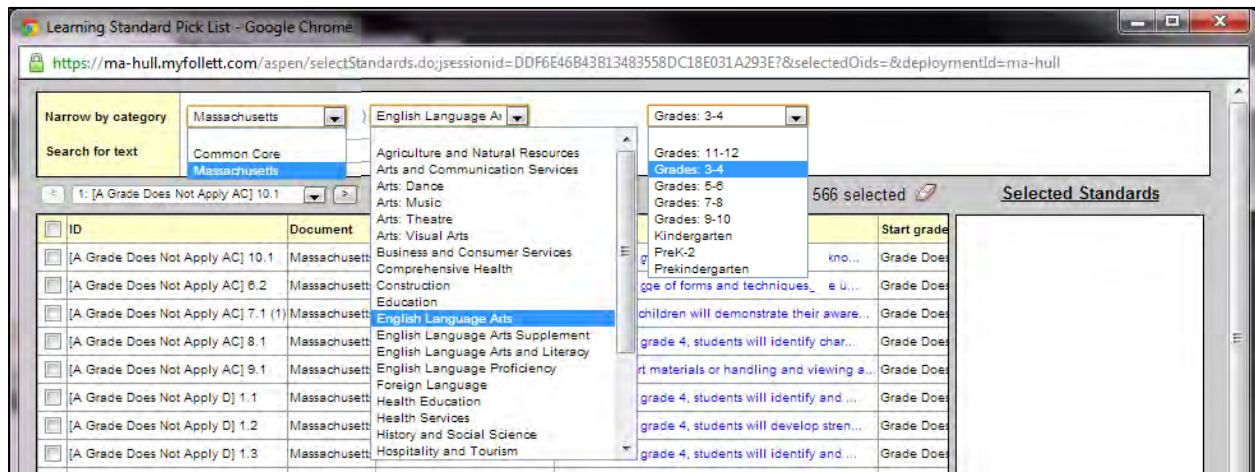 Learning Standard Pick List - Google Chrome
https://ma-hull.myfollett.com/aspen/selectStandards.do;jsessionid=DDF6E46B43B13483558DC18E031A293E?&selectedOids=&deploymentId=ma-hull
Narrow by category Massachusetts ) English Language Ar Grades: 3-4
Search for text
Common Core
Massachusetts
Agriculture and Natural Resources
Arts and Communication Services
Arts: Dance
Arts: Music
Arts: Theatre
Arts: Visual Arts
Business and Consumer Services
Comprehensive Health
Construction
Education
English Language Arts
English Language Arts Supplement
English Language Arts and Literacy
English Language Proficiency
Foreign Language
Health Education
Health Services
History and Social Science
Hospitality and Tourism
Grades: 11-12
Grades: 3-4
Grades: 5-6
Grades: 7-8
Grades: 9-10
Kindergarten
PreK-2
Prekindergarten
< 1: [A Grade Does Not Apply AC] 10.1 > 566 selected Selected Standards
ID Document Start grade
[A Grade Does Not Apply AC] 10.1 Massachusett kno... Grade Does
[A Grade Does Not Apply AC] 6.2 Massachusett ge of forms and techniques_ e u... Grade Does
[A Grade Does Not Apply AC] 7.1 (1) Massachusett children will demonstrate their aware... Grade Does
[A Grade Does Not Apply AC] 8.1 Massachusett grade 4, students will identify char... Grade Does
[A Grade Does Not Apply AC] 9.1 Massachusett rt materials or handling and viewing a... Grade Does
[A Grade Does Not Apply D] 1.1 Massachusett grade 4, students will identify and ... Grade Does
[A Grade Does Not Apply D] 1.2 Massachusett grade 4, students will develop stren... Grade Does
[A Grade Does Not Apply D] 1.3 Massachusett grade 4, students will identify and ... Grade Does